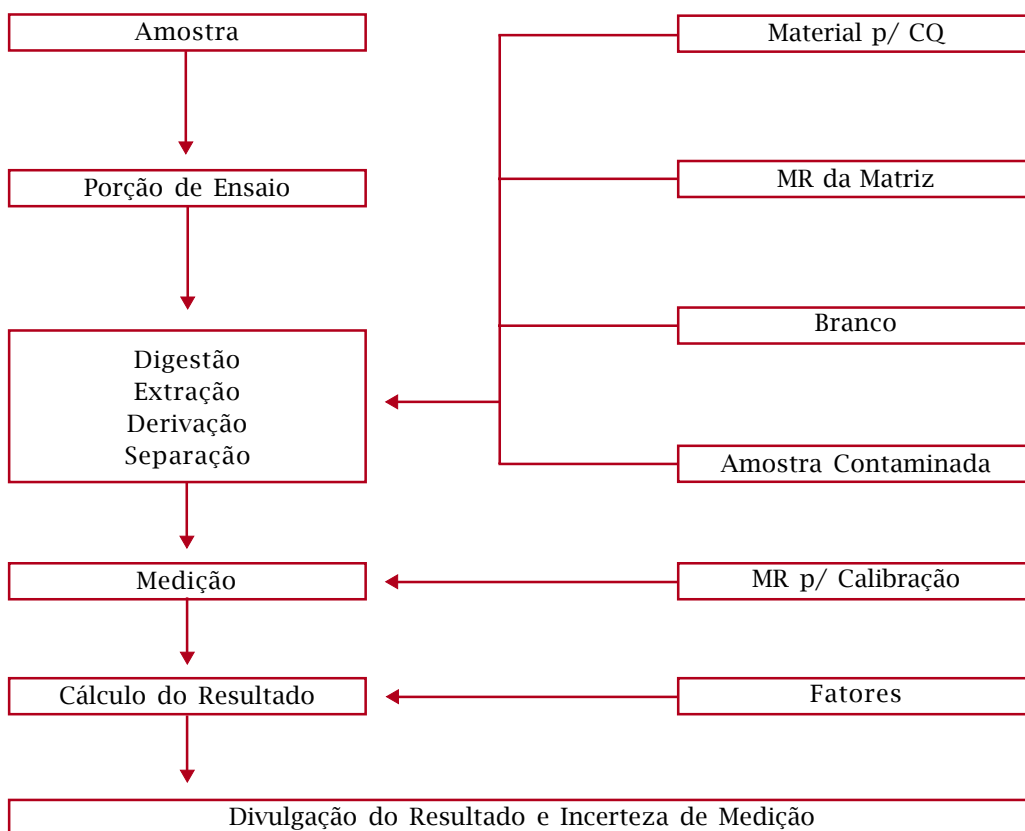 Amostra
Material p/ CQ
Porção de Ensaio
MR da Matriz
Branco
Digestão
Extração
Derivação
Separação
Amostra Contaminada
Medição
MR p/ Calibração
Cálculo do Resultado
Fatores
Divulgação do Resultado e Incerteza de Medição